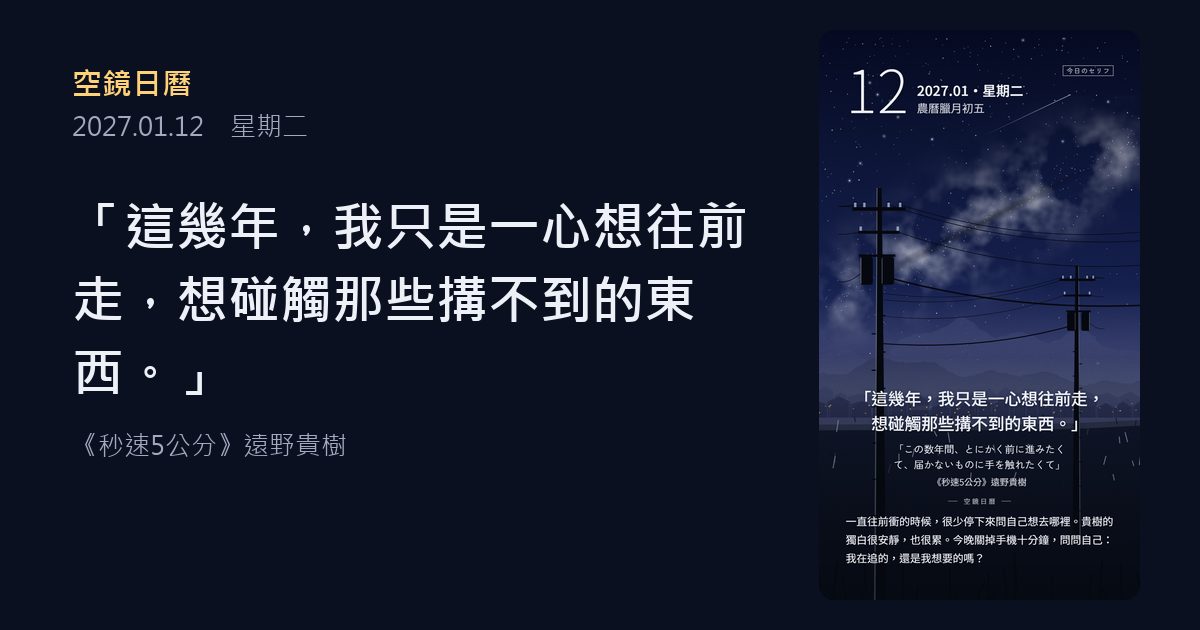 空鏡日曆
2027.01.12　星期二
「這幾年，我只是一心想往前
走，想碰觸那些搆不到的東
西。」
《秒速5公分》遠野貴樹
今日のセリフ
12
2027.01・星期二
農曆臘月初五
「這幾年，我只是一心想往前走，
想碰觸那些搆不到的東西。」
「この数年間、とにかく前に進みたく
て、届かないものに手を触れたくて」
《秒速5公分》遠野貴樹
— 空鏡日曆 —
一直往前衝的時候，很少停下來問自己想去哪裡。貴樹的
獨白很安靜，也很累。今晚關掉手機十分鐘，問問自己：
我在追的，還是我想要的嗎？